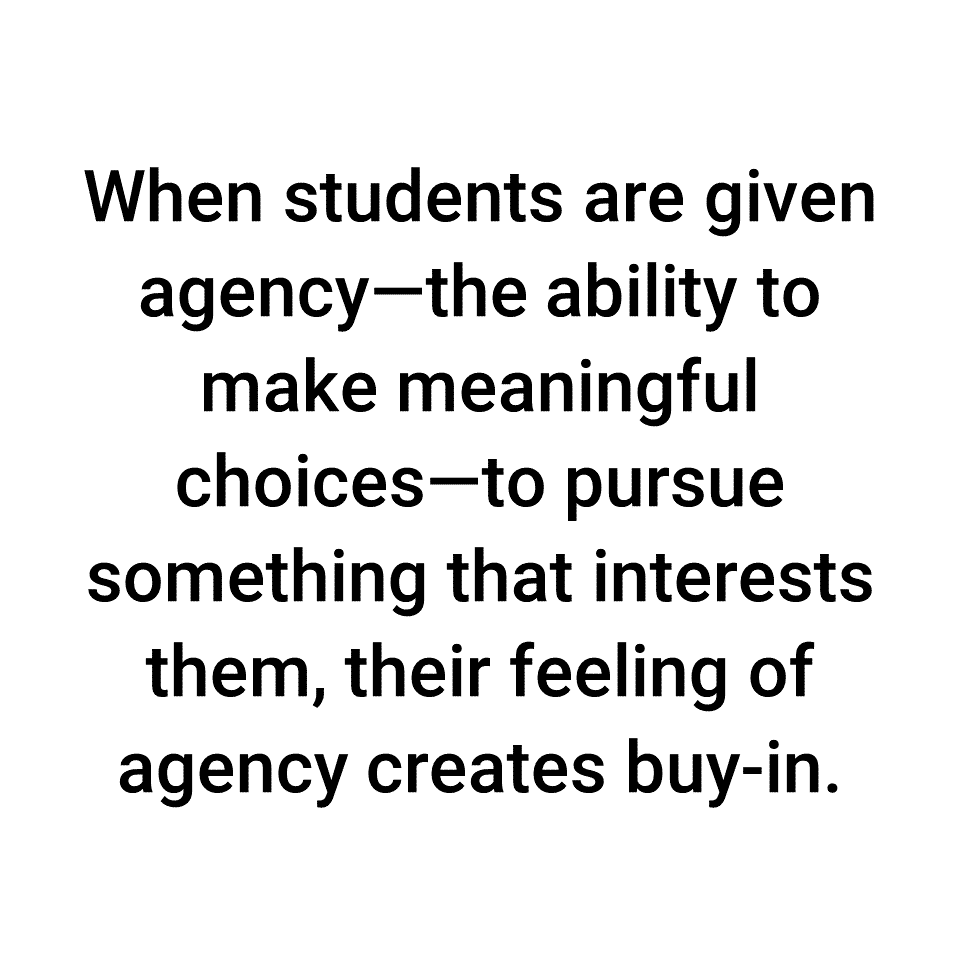 When students are given
agency—the ability to
make meaningful
choices—to pursue
something that interests
them, their feeling of
agency creates buy-in.